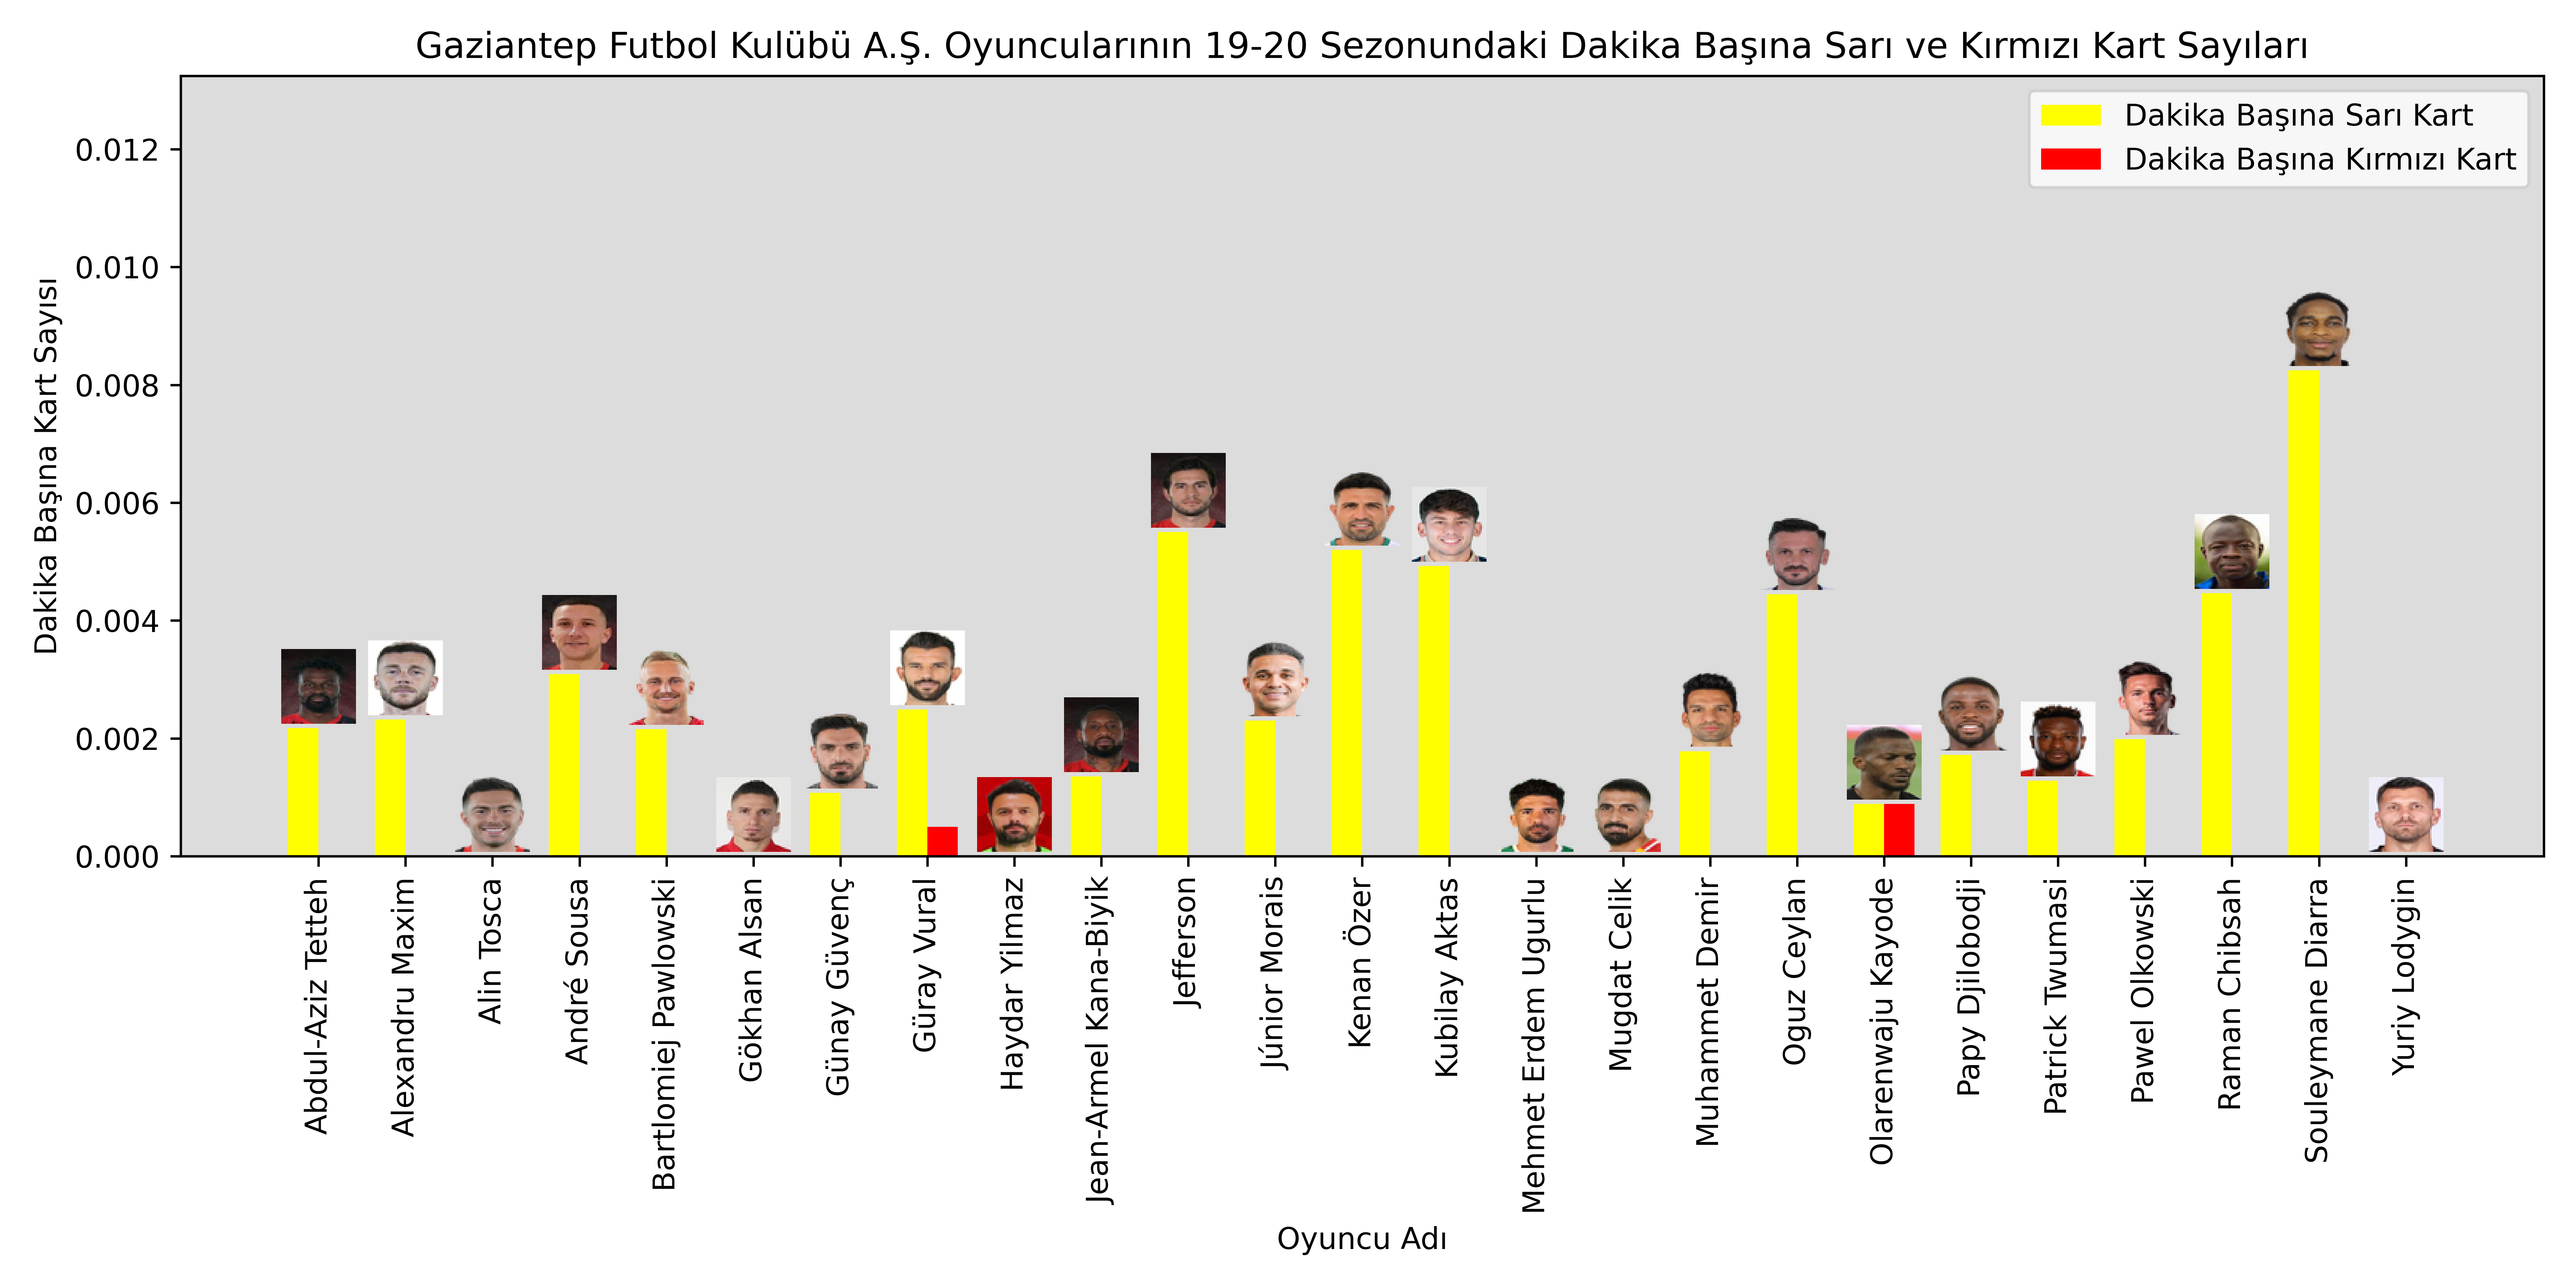 Gaziantep Futbol Kulübü A.Ş. Oyuncularının 19-20 Sezonundaki Dakika Başına Sarı ve Kırmızı Kart Sayıları
Dakika Başına Sarı Kart
Dakika Başına Kırmızı Kart
Dakika Başına Kart Sayısı
0.012
0.010
0.008
0.006
0.004
0.002
0.000
Abdul-Aziz Tetteh
Alexandru Maxim
Alin Tosca
André Sousa
Bartlomiej Pawlowski
Gökhan Alsan
Günay Güvenç
Güray Vural
Haydar Yilmaz
Jean-Armel Kana-Biyik
Jefferson
Júnior Morais
Kenan Özer
Kubilay Aktas
Mehmet Erdem Ugurlu
Mugdat Celik
Muhammet Demir
Oguz Ceylan
Olarenwaju Kayode
Papy Djilobodji
Patrick Twumasi
Pawel Olkowski
Raman Chibsah
Souleymane Diarra
Yuriy Lodygin
Oyuncu Adı